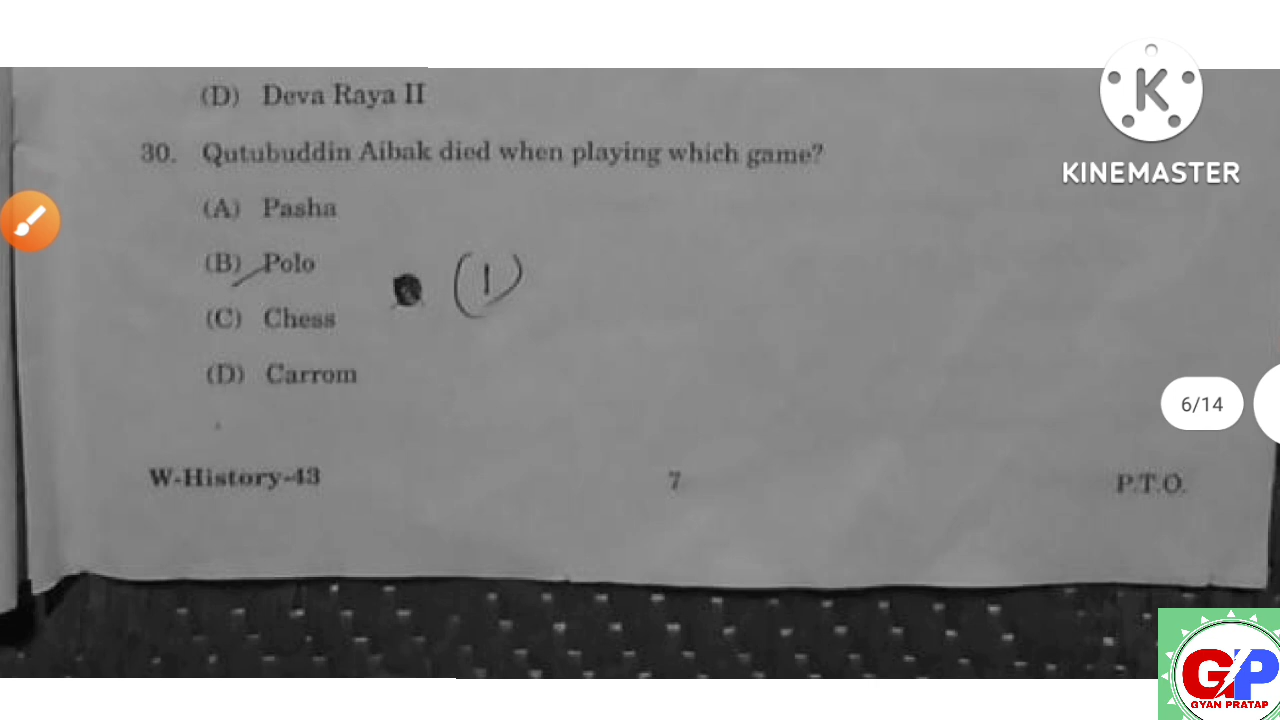 (D) Deva Raya II
30. Qutubuddin Aibak died when playing which game?
(A) Pasha
(B) Polo
(1)
(C) Chess
(D) Carrom
W-History-43
7
P.T.O.
K
KINEMASTER
6/14
GP
GYAN PRATAP